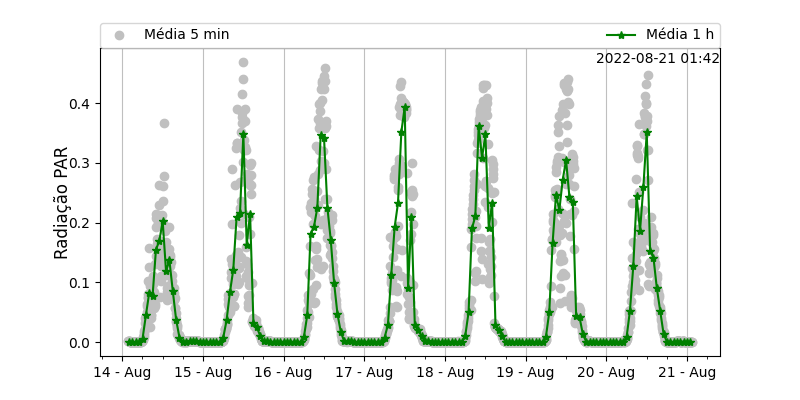 Média 5 min
Média 1 h
2022-08-21 01:42
Radiação PAR
0.4
0.3
0.2
0.1
0.0
14 - Aug
15 - Aug
16 - Aug
17 - Aug
18 - Aug
19 - Aug
20 - Aug
21 - Aug